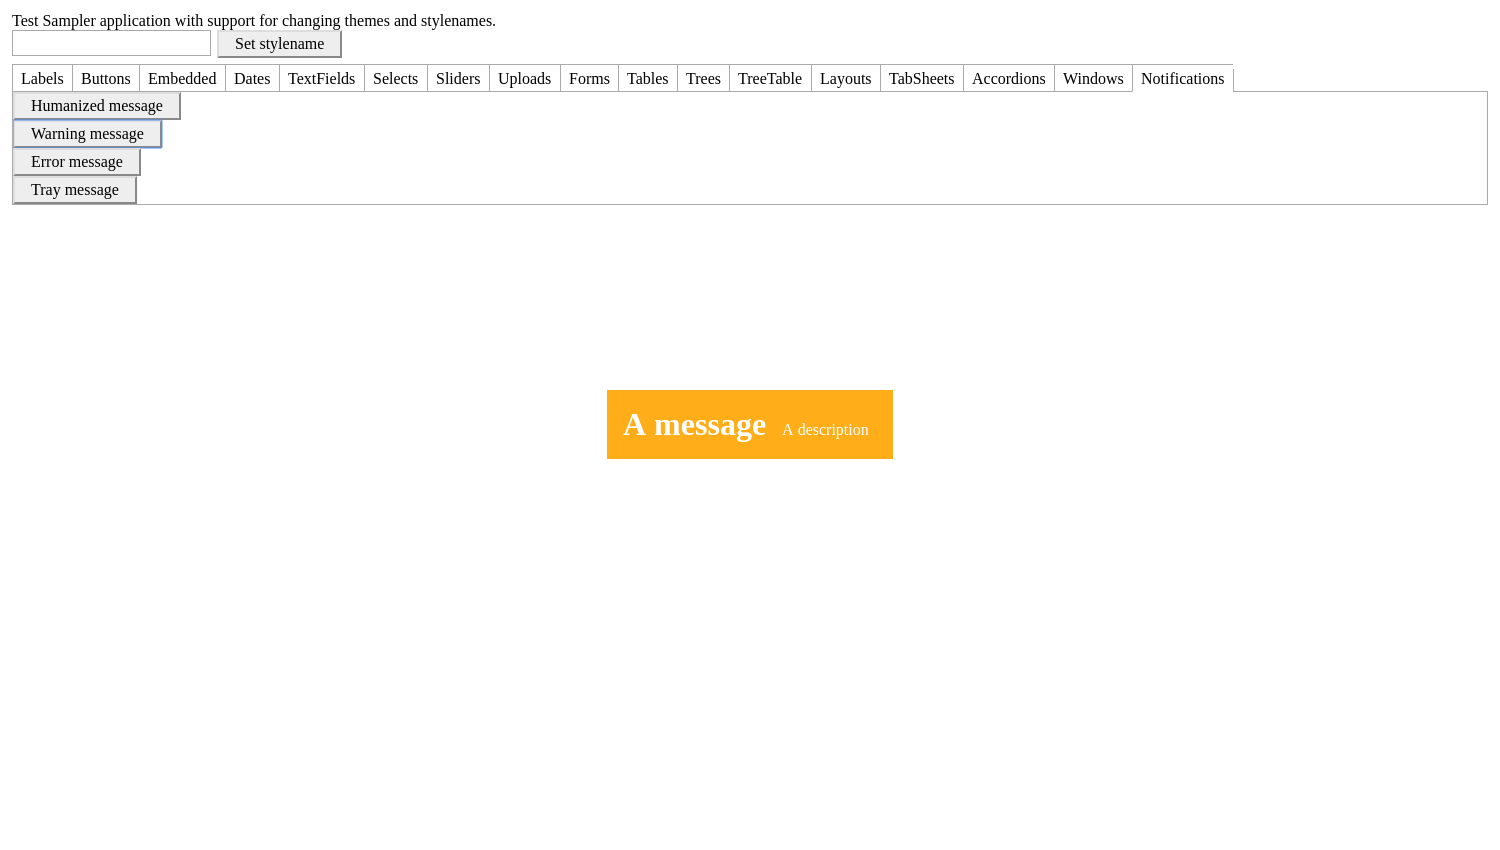 Test Sampler application with support for changing themes and stylenames.
Set stylename
Labels Buttons Embedded Dates TextFields Selects Sliders Uploads Forms Tables Trees TreeTable Layouts TabSheets Accordions Windows Notifications
Humanized message
Warning message
Error message
Tray message
A message A description